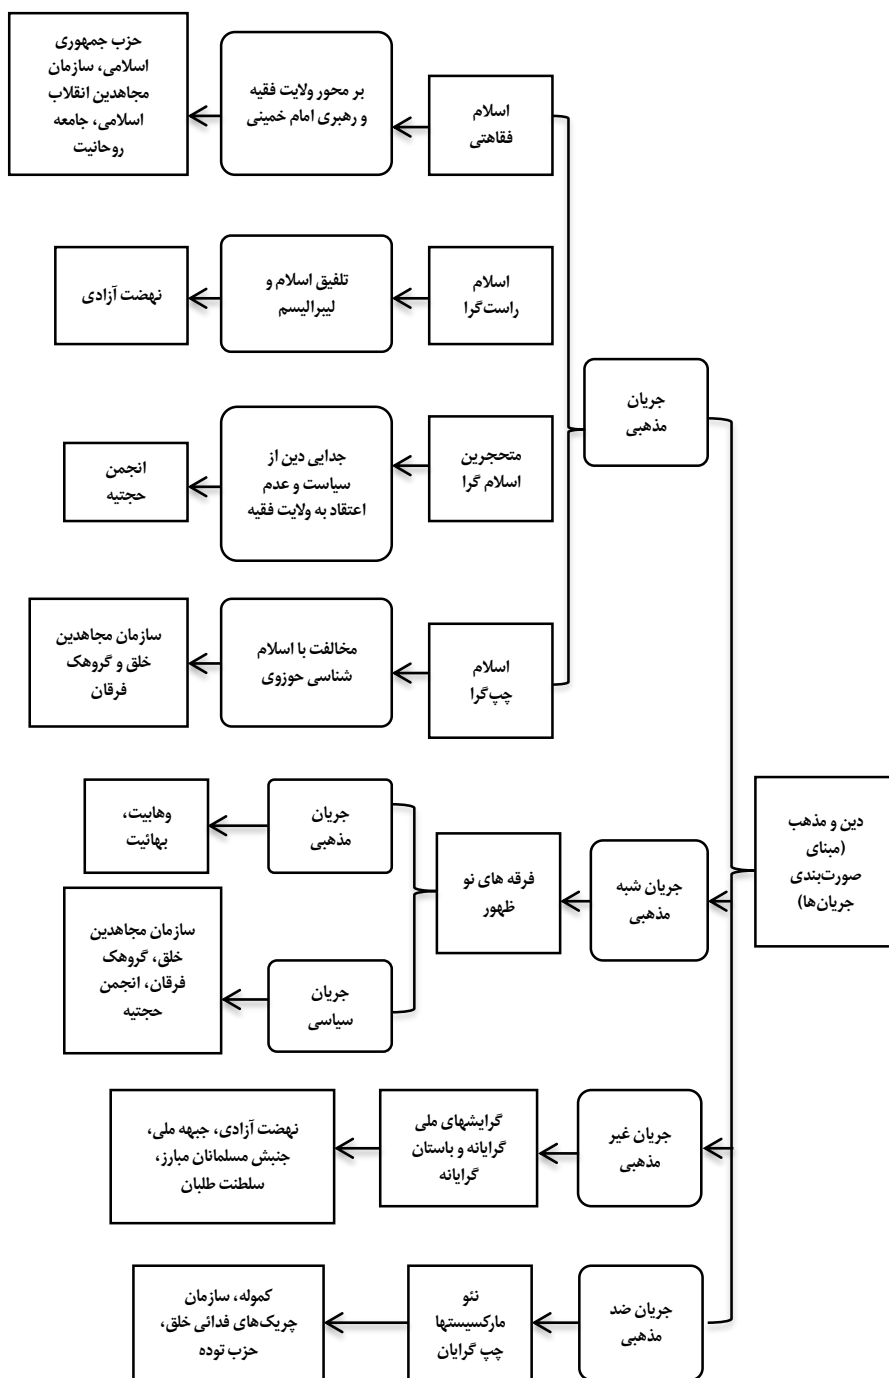 دین و مذهب
(مبنای
صورت‌بندی
جریان‌ها)
جریان
مذهبی
اسلام
فقاهتی
بر محور ولایت فقیه
و رهبری امام خمینی
حزب جمهوری
اسلامی، سازمان
مجاهدین انقلاب
اسلامی، جامعه
روحانیت
اسلام
راست‌گرا
تلفیق اسلام و
لیبرالیسم
نهضت آزادی
متحجرین
اسلام گرا
جدایی دین از
سیاست و عدم
اعتقاد به ولایت فقیه
انجمن
حجتیه
اسلام
چپ‌گرا
مخالفت با اسلام
شناسی حوزوی
سازمان مجاهدین
خلق و گروهک
فرقان
جریان شبه
مذهبی
فرقه های نو
ظهور
جریان
مذهبی
وهابیت،
بهائیت
جریان
سیاسی
سازمان مجاهدین
خلق، گروهک
فرقان، انجمن
حجتیه
جریان غیر
مذهبی
گرایشهای ملی
گرایانه و باستان
گرایانه
نهضت آزادی، جبهه ملی،
جنبش مسلمانان مبارز،
سلطنت طلبان
جریان ضد
مذهبی
نئو
مارکسیستها
چپ گرایان
کموله، سازمان
چریک‌های فدائی خلق،
حزب توده